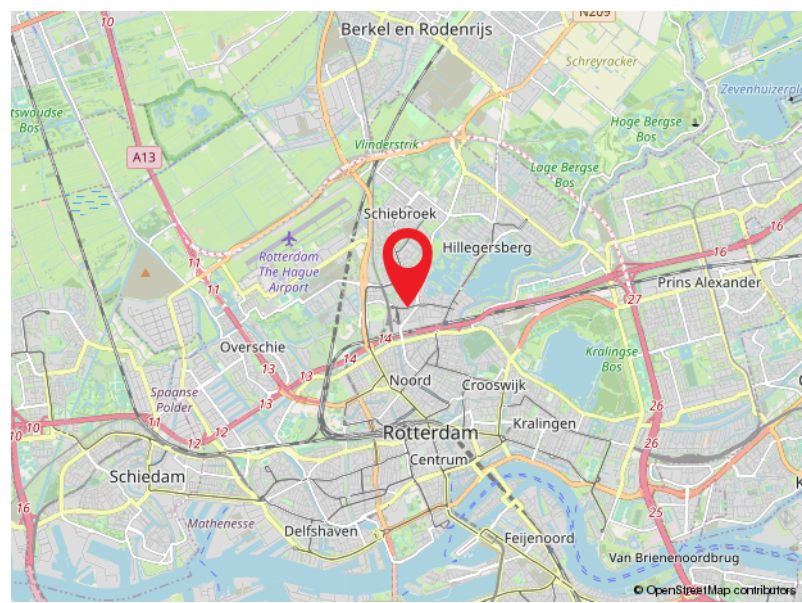 N209
Berkel en Rodenrijs
10
Schreyracker
Zevenhuizerpl
tswoudse
Bos
Hoge Bergse
Bos
Vlinderstrik
A13
Lage Bergse
Bos
Schiebroek
16
Hillegersberg
Rotterdam
The Hague
Airport
11
16
11
27
Prins Alexander
14
Overschie
14
Kralingse
Bos
13
13
Noord
Crooswijk
Spaanse
Polder
13
26
11
10
10
12
12
Rotterdam
Kralingen
26
Centrum
Schiedam
K
16
25
Mathenesse
Delfshaven
Feijenoord
Van Brienenoordbrug
© OpenStreetMap contributors